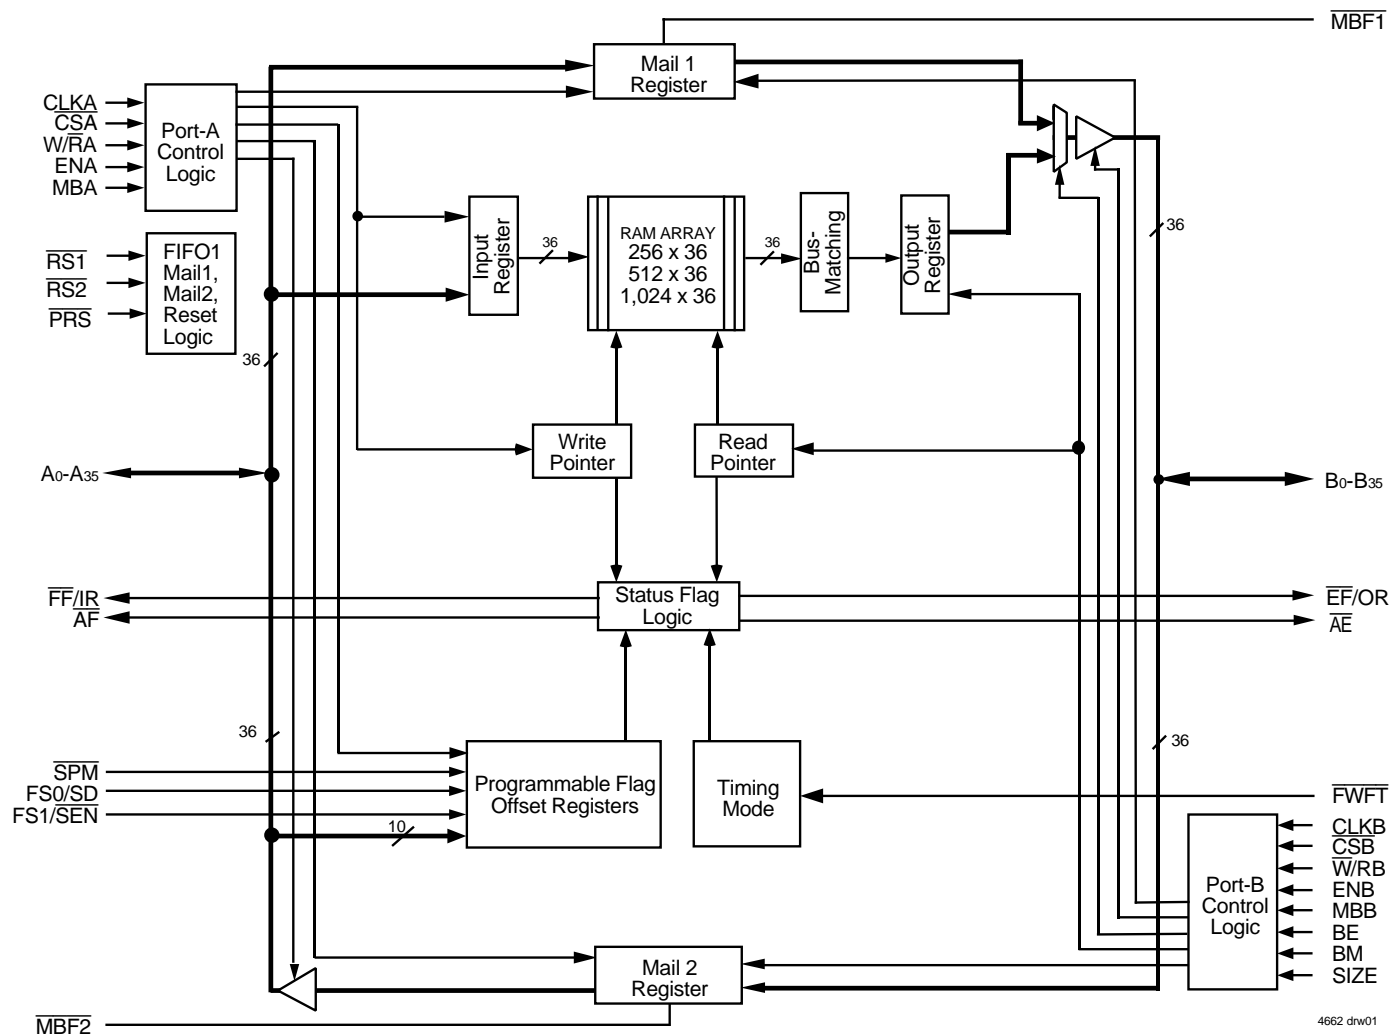 MBF1
Mail 1
Register
CLKA
CSA
W/RA
ENA
MBA
Port-A
Control
Logic
RS1
RS2
PRS
FIFO1
Mail1,
Mail2,
Reset
Logic
36
Input
Register
36
RAM ARRAY
256 x 36
512 x 36
1,024 x 36
36
Bus-
Matching
Output
Register
36
Write
Pointer
Read
Pointer
A0-A35
B0-B35
FF/IR
AF
Status Flag
Logic
EF/OR
AE
36
36
SPM
FS0/SD
FS1/SEN
10
Programmable Flag
Offset Registers
Timing
Mode
FWFT
Port-B
Control
Logic
CLKB
CSB
W/RB
ENB
MBB
BE
BM
SIZE
Mail 2
Register
MBF2
4662 drw01